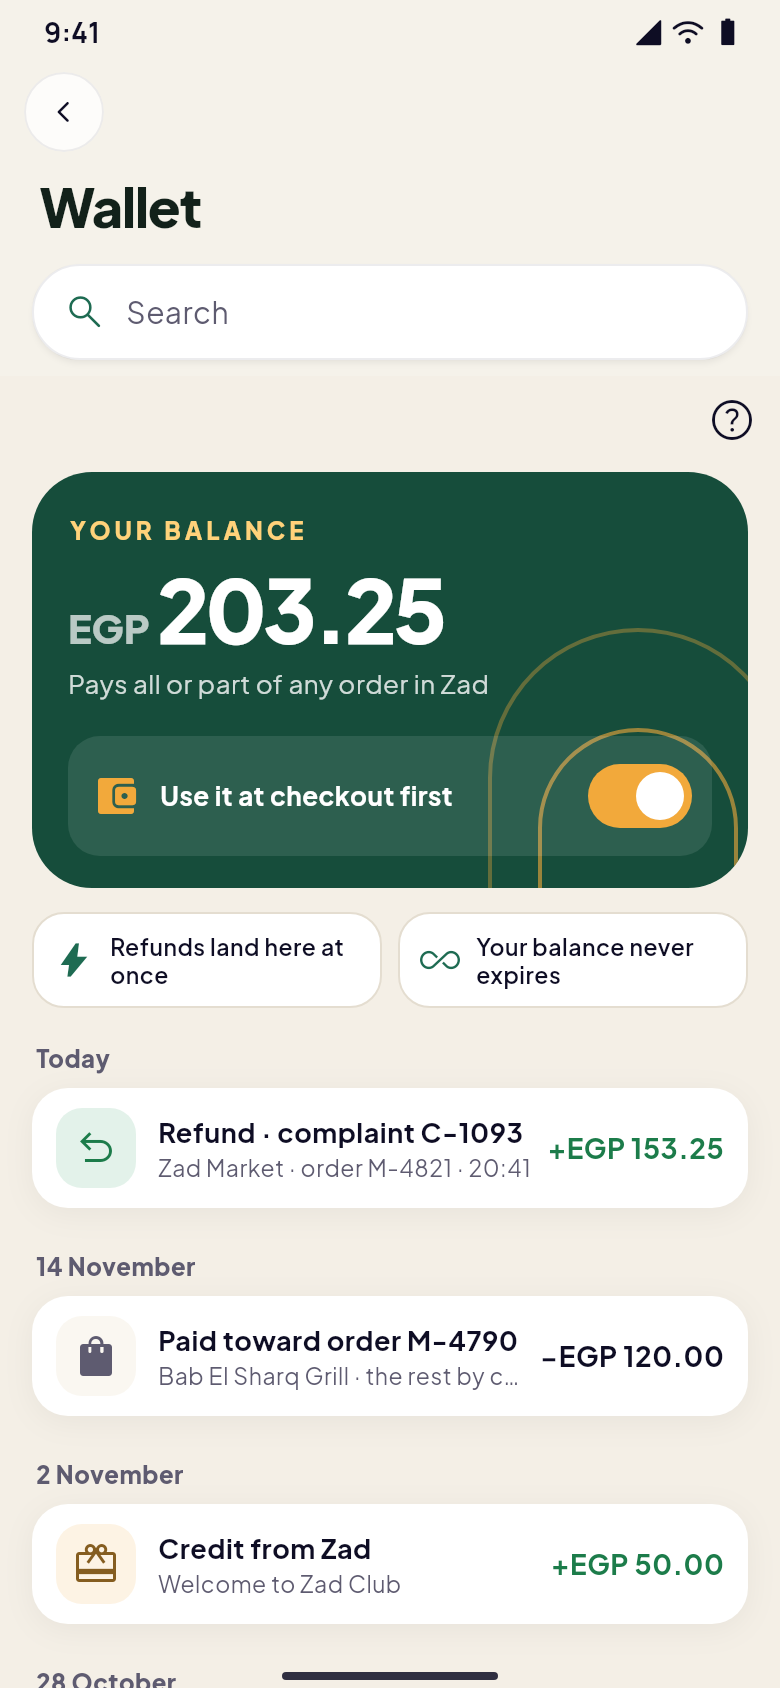 9:41
Wallet
Search
?
YOUR BALANCE
EGP 203.25
Pays all or part of any order in Zad
Use it at checkout first
Refunds land here at
once
Your balance never
expires
Today
Refund · complaint C-1093
Zad Market · order M-4821 · 20:41
+EGP 153.25
14 November
Paid toward order M-4790
Bab El Sharq Grill · the rest by c…
−EGP 120.00
2 November
Credit from Zad
Welcome to Zad Club
+EGP 50.00
28 October